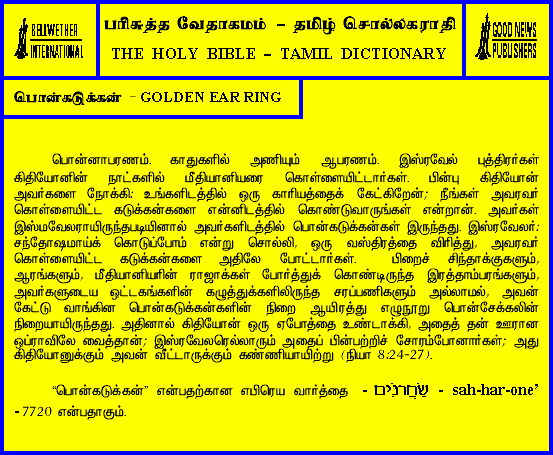 BELLWETHER
INTERNATIONAL
பரிசுத்த வேதாகமம் – தமிழ் சொல்லகராதி
THE HOLY BIBLE – TAMIL DICTIONARY
GOOD NEWS
PUBLISHERS
பொன்கடுக்கன் – GOLDEN EAR RING
பொன்னாபரணம். காதுகளில் அணியும் ஆபரணம். இஸ்ரவேல் புத்திரர்கள்
கிதியோனின் நாட்களில் மீதியானியரை கொள்ளையிட்டார்கள். பின்பு கிதியோன்
அவர்களை நோக்கி: உங்களிடத்தில் ஒரு காரியத்தைக் கேட்கிறேன்; நீங்கள் அவரவர்
கொள்ளையிட்ட கடுக்கன்களை என்னிடத்தில் கொண்டுவாருங்கள் என்றான். அவர்கள்
இஸ்மவேலராயிருந்தபடியினால் அவர்களிடத்தில் பொன்கடுக்கன்கள் இருந்தது. இஸ்ரவேலர்:
சந்தோஷமாய்க் கொடுப்போம் என்று சொல்லி, ஒரு வஸ்திரத்தை விரித்து, அவரவர்
கொள்ளையிட்ட கடுக்கன்களை அதிலே போட்டார்கள். பிறைச் சிந்தாக்குகளும்,
ஆரங்களும், மீதியானியரின் ராஜாக்கள் போர்த்துக் கொண்டிருந்த இரத்தாம்பரங்களும்,
அவர்களுடைய ஒட்டகங்களின் கழுத்துக்களிலிருந்த சரப்பணிகளும் அல்லாமல், அவன்
கேட்டு வாங்கின பொன்கடுக்கன்களின் நிறை ஆயிரத்து எழுநூறு பொன்சேக்கலின்
நிறையாயிருந்தது. அதினால் கிதியோன் ஒரு ஏபோத்தை உண்டாக்கி, அதைத் தன் ஊரான
ஒப்ராவிலே வைத்தான்; இஸ்ரவேலரெல்லாரும் அதைப் பின்பற்றிச் சோரம்போனார்கள்; அது
கிதியோனுக்கும் அவன் வீட்டாருக்கும் கண்ணியாயிற்று (நியா 8:24-27).
“பொன்கடுக்கன்” என்பதற்கான எபிரெய வார்த்தை - שַׂהֲרֹנִים - sah-har-one’
- 7720 என்பதாகும்.